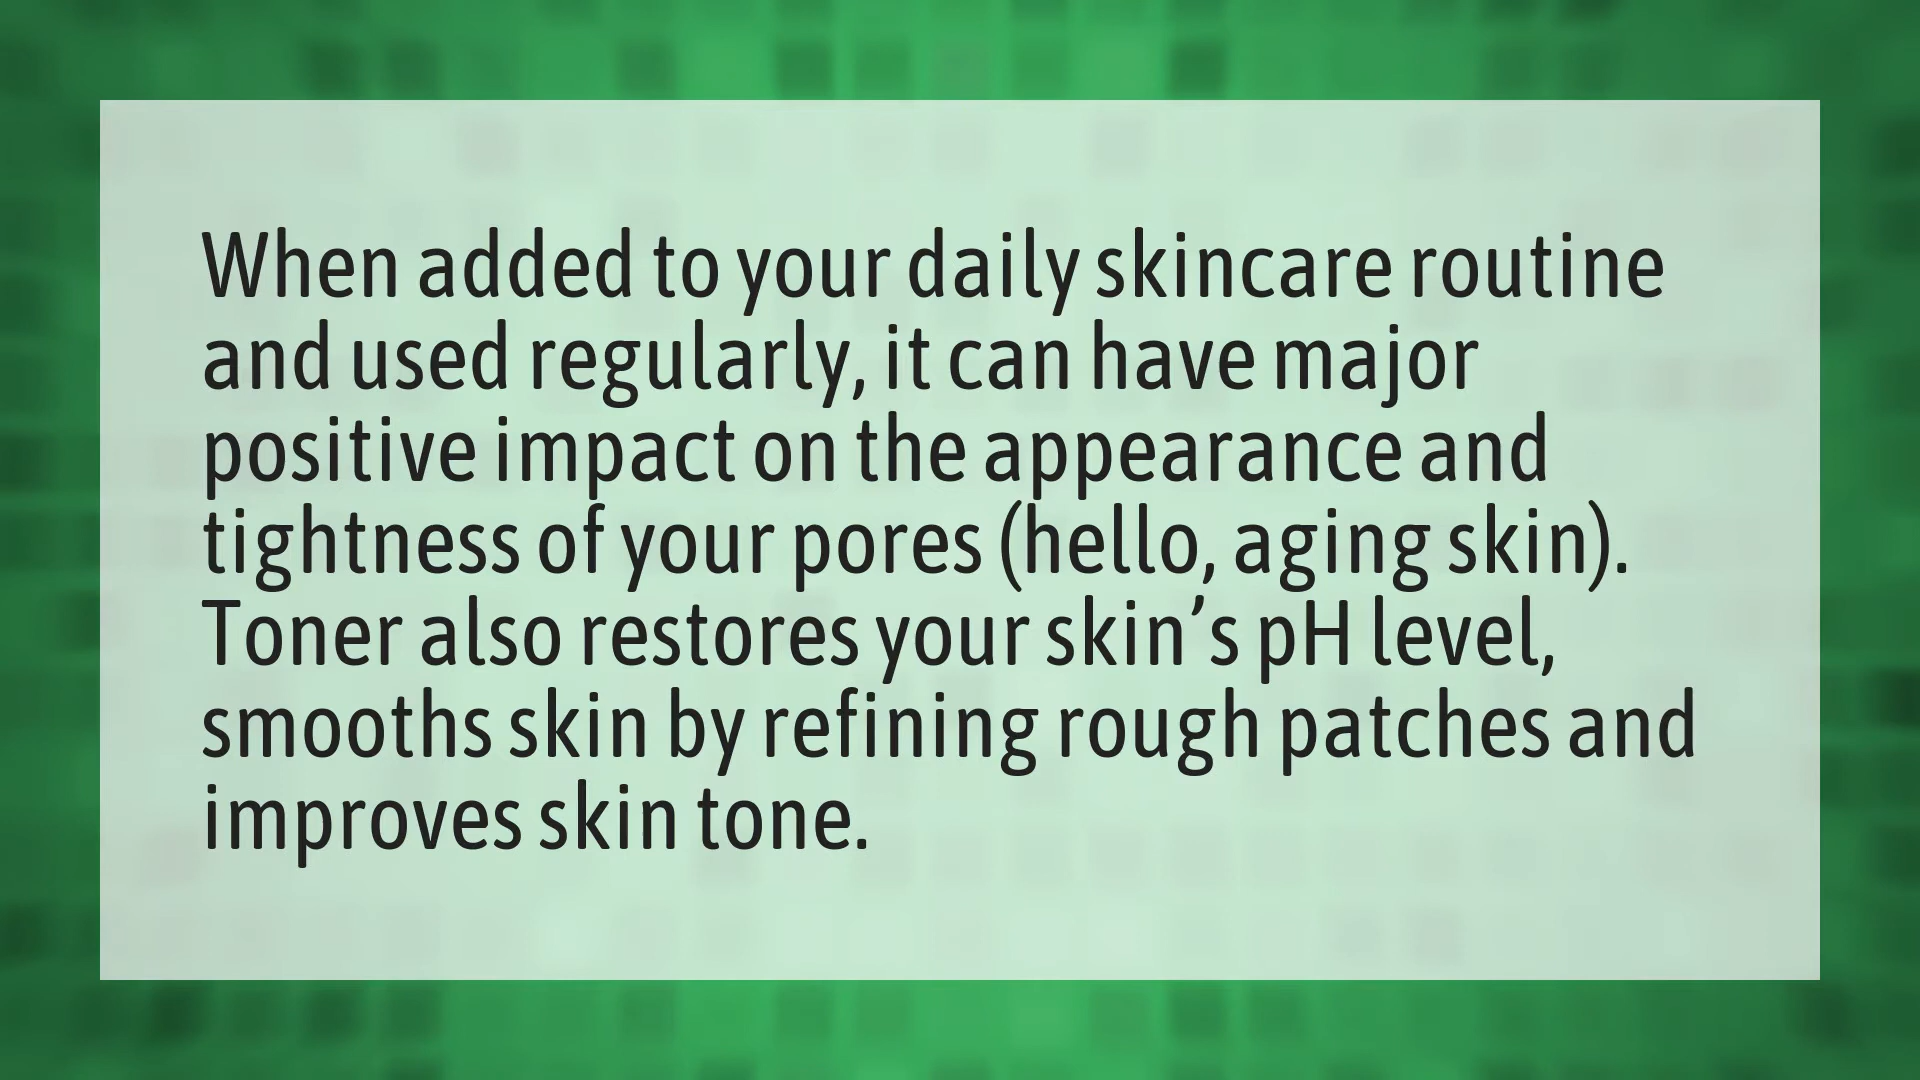 When added to your daily skincare routine
and used regularly, it can have major
positive impact on the appearance and
tightness of your pores (hello, aging skin).
Toner also restores your skin’s pH level,
smooths skin by refining rough patches and
improves skin tone.